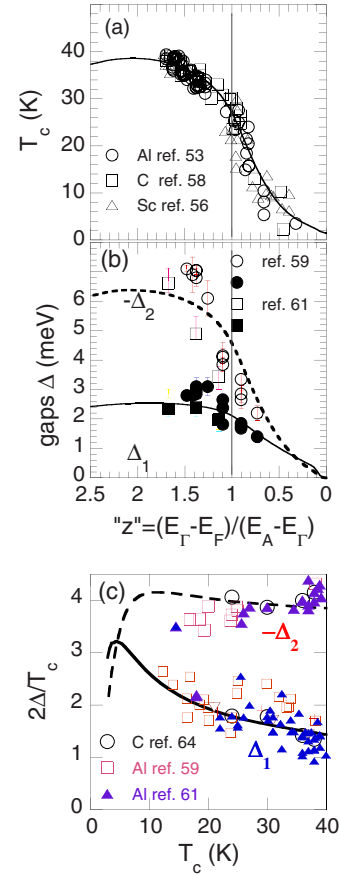 (a)
40
30
20
10
0
T_c (K)
Al ref. 53
C ref. 58
Sc ref. 56
(b)
6
5
4
3
2
1
0
gaps Δ (meV)
-Δ_2
ref. 59
ref. 61
Δ_1
2.5 2 1.5 1 0.5 0
"z"=(E_Γ-E_F)/(E_A-E_Γ)
(c)
4
3
2
1
0
2Δ/T_c
-Δ_2
Δ_1
C ref. 64
Al ref. 59
Al ref. 61
0 10 20 30 40
T_c (K)